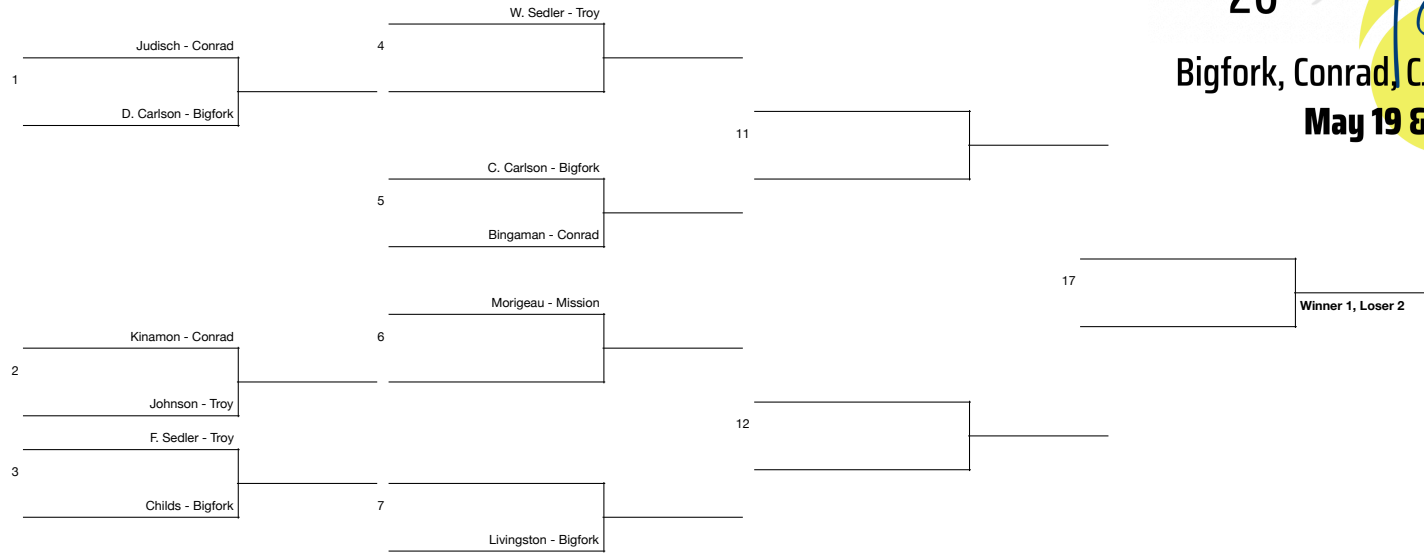 20
Bigfork, Conrad, C
May 19 &
W. Sedler - Troy
Judisch - Conrad
4
1
D. Carlson - Bigfork
11
C. Carlson - Bigfork
5
Bingaman - Conrad
17
Morigeau - Mission
Winner 1, Loser 2
Kinamon - Conrad
6
2
Johnson - Troy
12
F. Sedler - Troy
3
Childs - Bigfork
7
Livingston - Bigfork